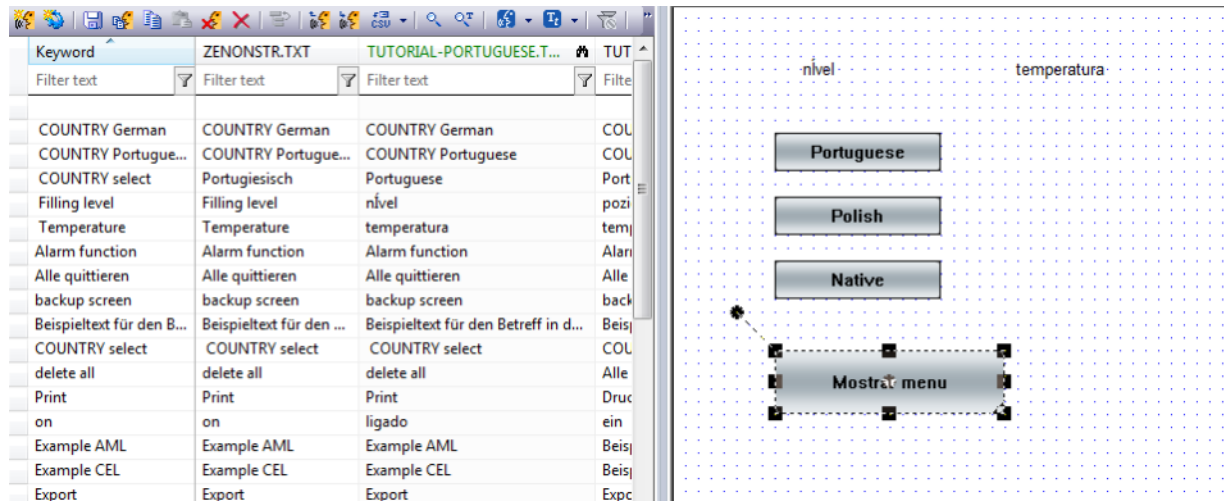 Keyword ZENONSTR.TXT TUTORIAL-PORTUGUESE.T... TUT
Filter text Filter text Filter text Filte
COUNTRY German COUNTRY German COUNTRY German COU
COUNTRY Portugue... COUNTRY Portugue... COUNTRY Portuguese COU
COUNTRY select Portugiesisch Portuguese Port
Filling level Filling level nÍvel pozi
Temperature Temperature temperatura temp
Alarm function Alarm function Alarm function Alarr
Alle quittieren Alle quittieren Alle quittieren Alle
backup screen backup screen backup screen back
Beispieltext für den B... Beispieltext für den ... Beispieltext für den Betreff in d... Beisp
COUNTRY select COUNTRY select COUNTRY select COU
delete all delete all delete all Alle
Print Print Print Druc
on on ligado ein
Example AML Example AML Example AML Beisp
Example CEL Example CEL Example CEL Beisp
Export Export Export Expc
nÍvel temperatura
Portuguese
Polish
Native
Mostrar menu